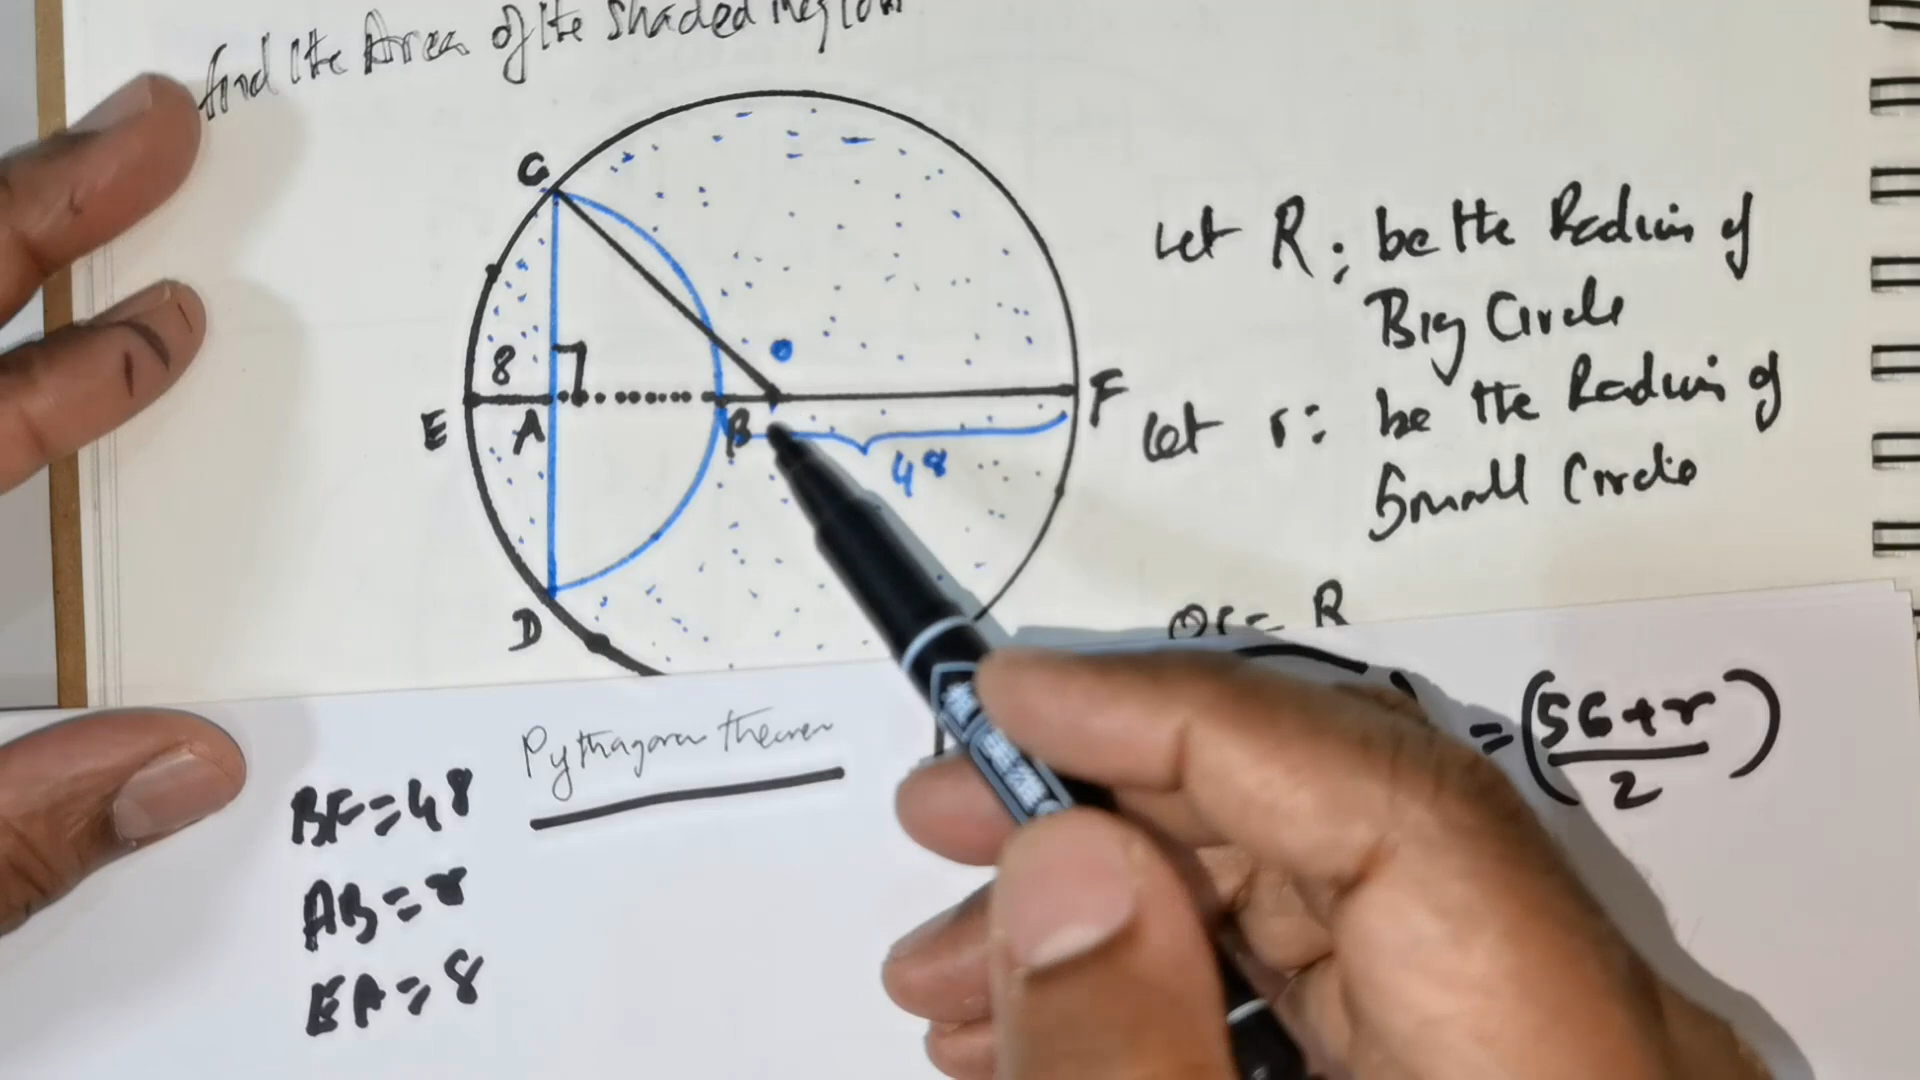 find the Area of the shaded region
C
8
O
E
A
B
F
48
D
Let R: be the Radius of
Big Circle
Let r: be the Radius of
Small Circle
OC = R
= (56+r
2)
Pythagoras theorem
BF = 48
AB = r
EA = 8